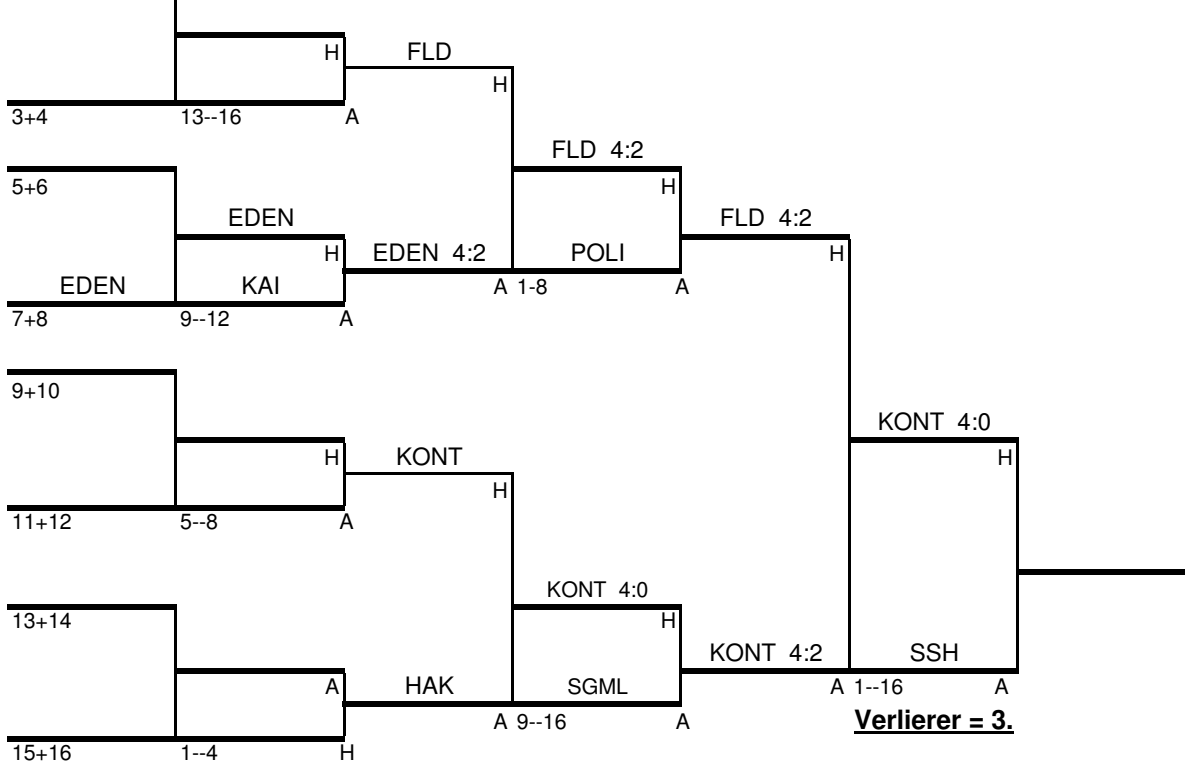 H FLD
H
3+4 13--16 A
FLD 4:2
5+6 H
EDEN FLD 4:2
H EDEN 4:2 POLI H
EDEN KAI A 1-8 A
7+8 9--12 A
9+10
KONT 4:0
H KONT H
H
11+12 5--8 A
KONT 4:0
13+14 H
KONT 4:2 SSH
A HAK SGML A 1--16 A
A 9--16 A Verlierer = 3.
15+16 1--4 H